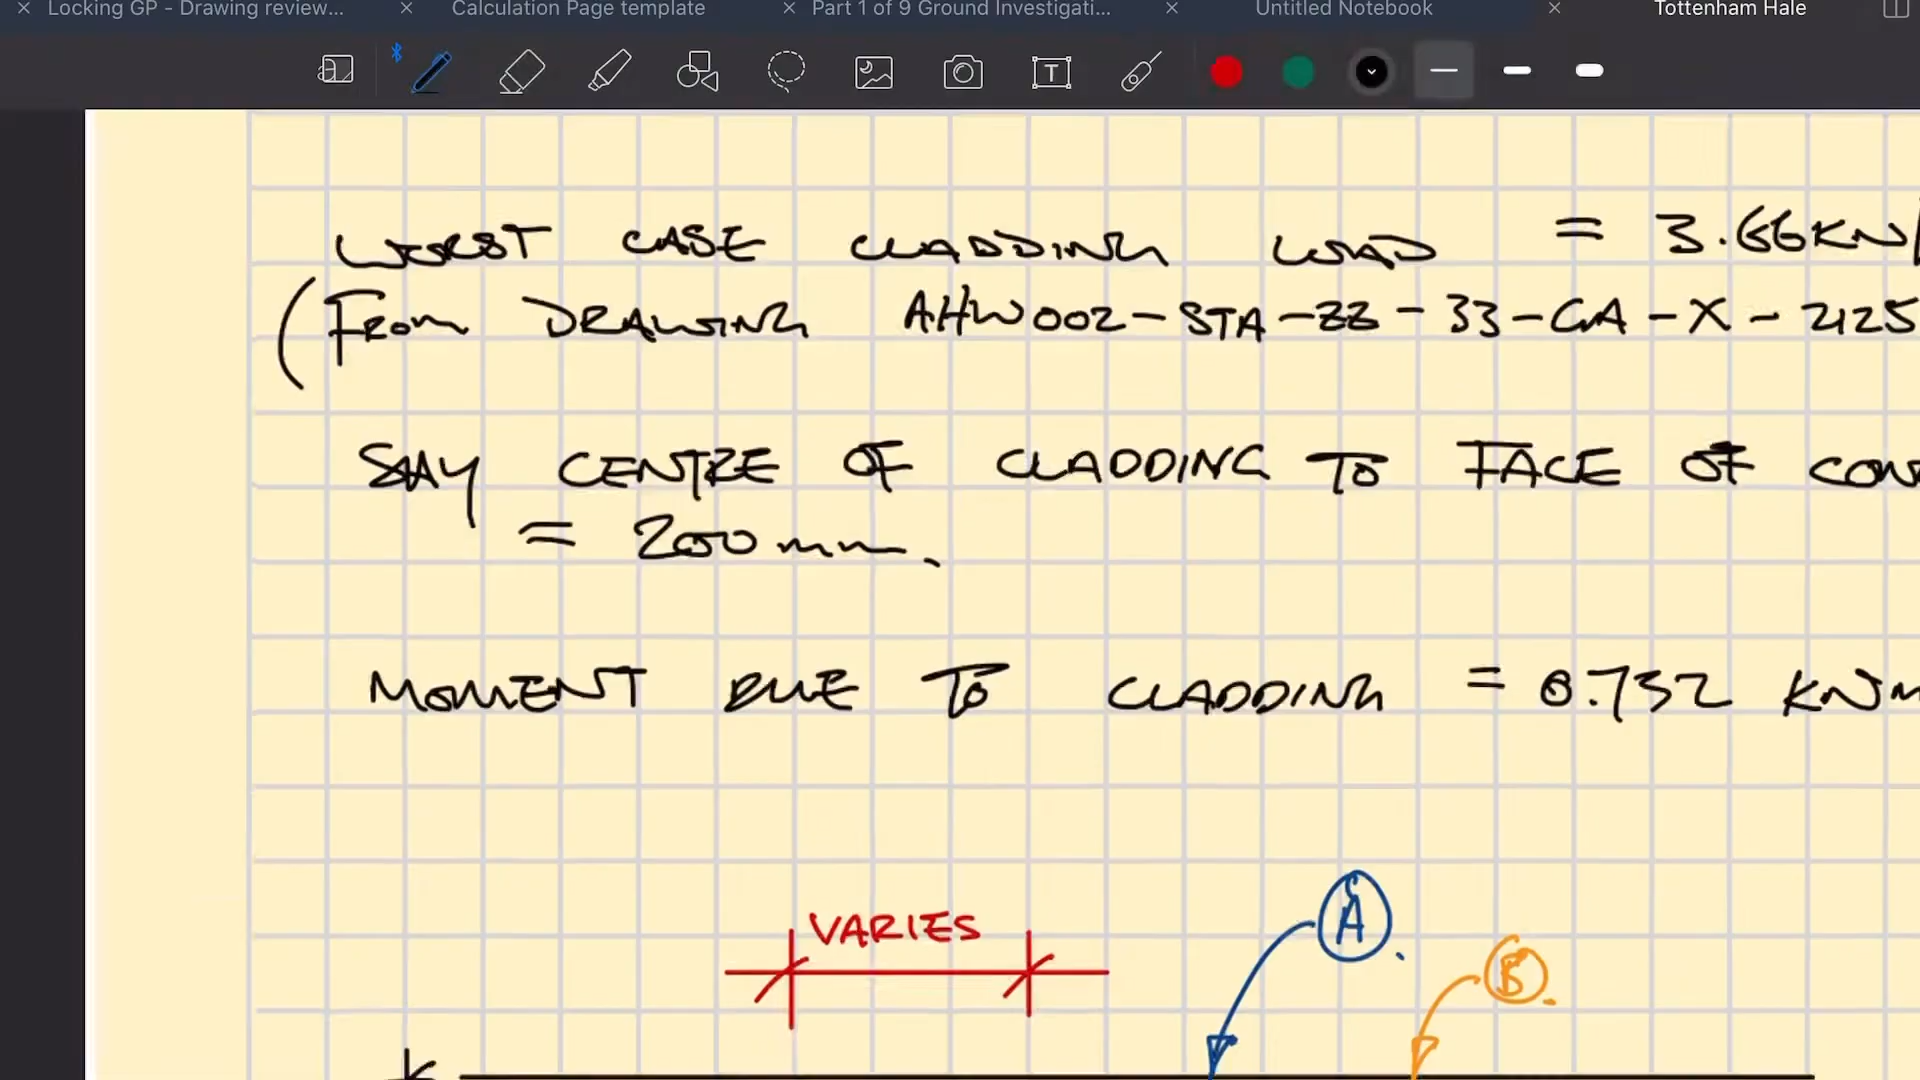 Locking GP - Drawing review...
Calculation Page template
Part 1 of 9 Ground Investigati...
Untitled Notebook
Tottenham Hale
WORST CASE CLADDING LOAD = 3.66KN/
(FROM DRAWING AHW002-STA-ZZ-33-GA-X-2125
SAY CENTRE OF CLADDING TO FACE OF CON
= 200mm.
MOMENT DUE TO CLADDING = 0.732 KNm
VARIES
A.
B.